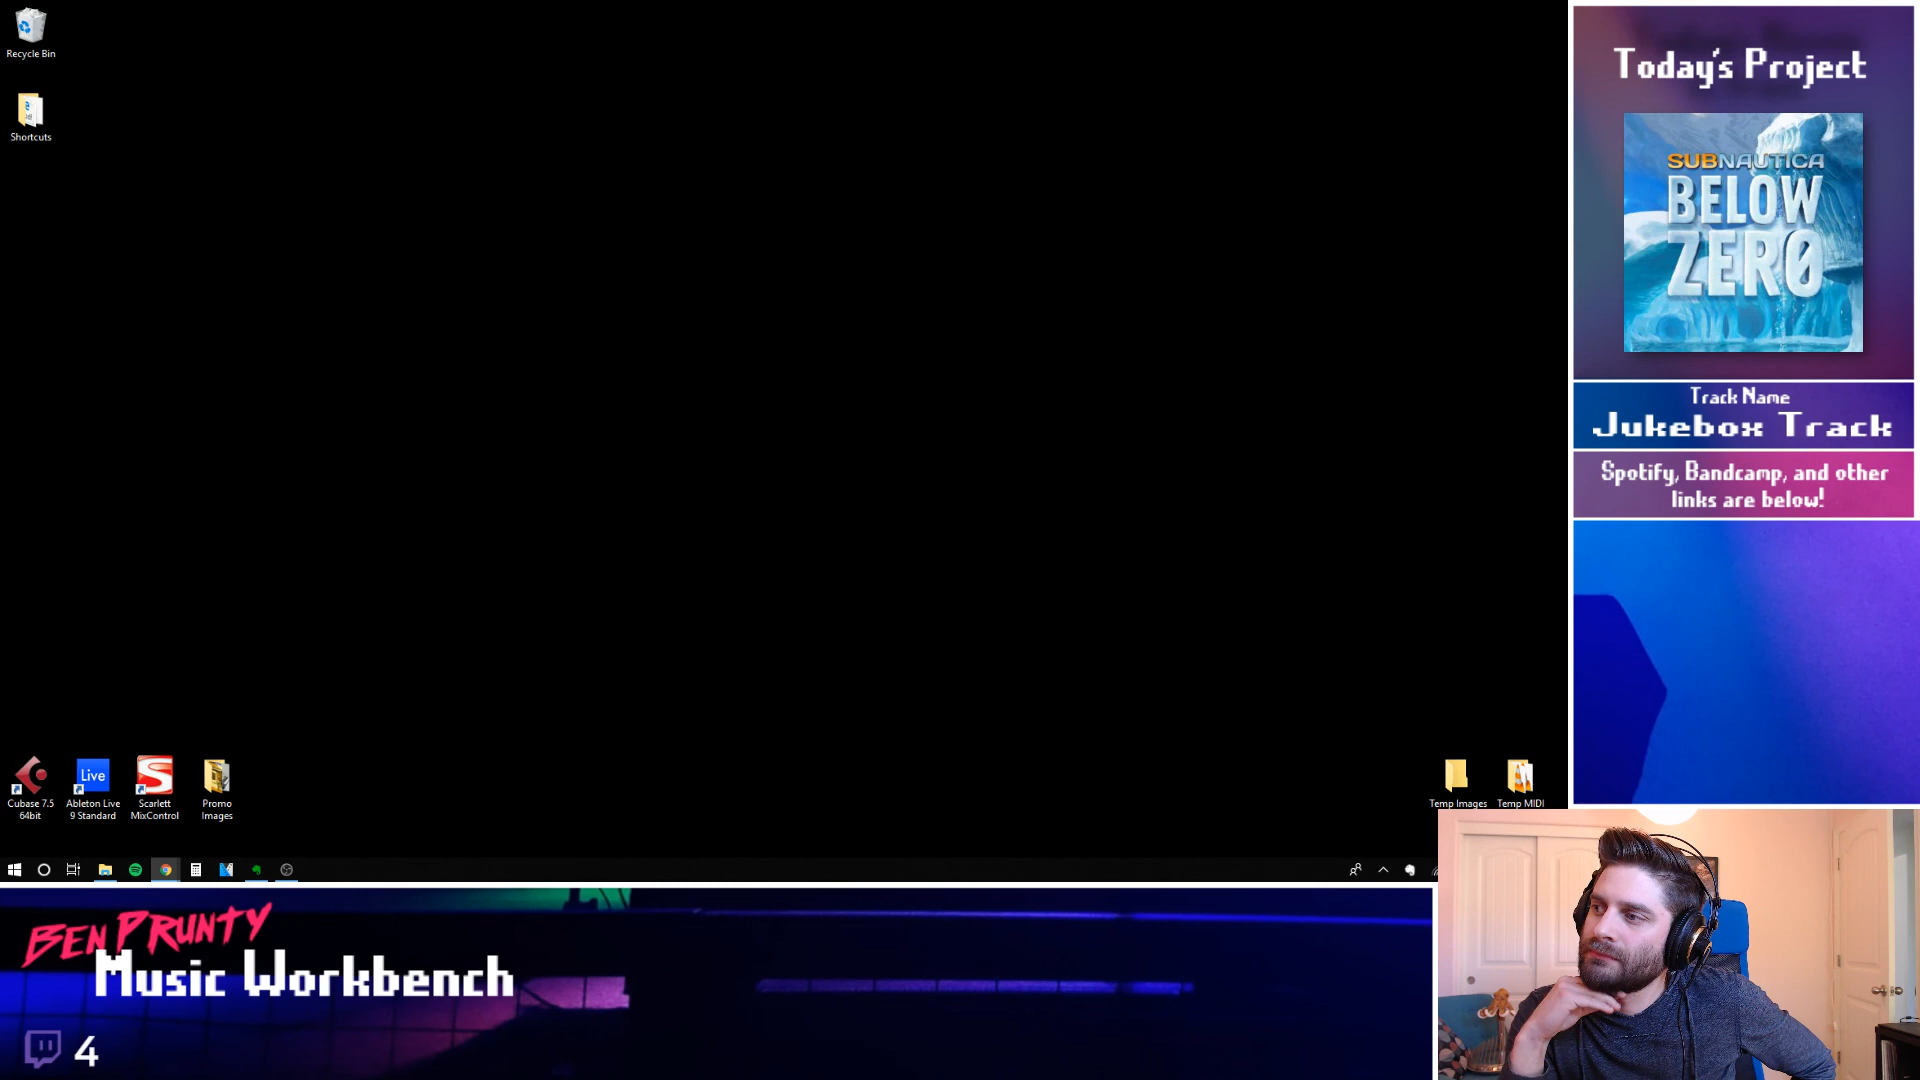 Recycle Bin
Shortcuts
Today's Project
SUBNAUTICA
BELOW
ZERO
Track Name
Jukebox Track
Spotify, Bandcamp, and other
links are below!
Live
Cubase 7.5
64bit
Ableton Live
9 Standard
Scarlett
MixControl
Promo
Images
Temp Images
Temp MIDI
BEN PRUNTY
Music Workbench
4